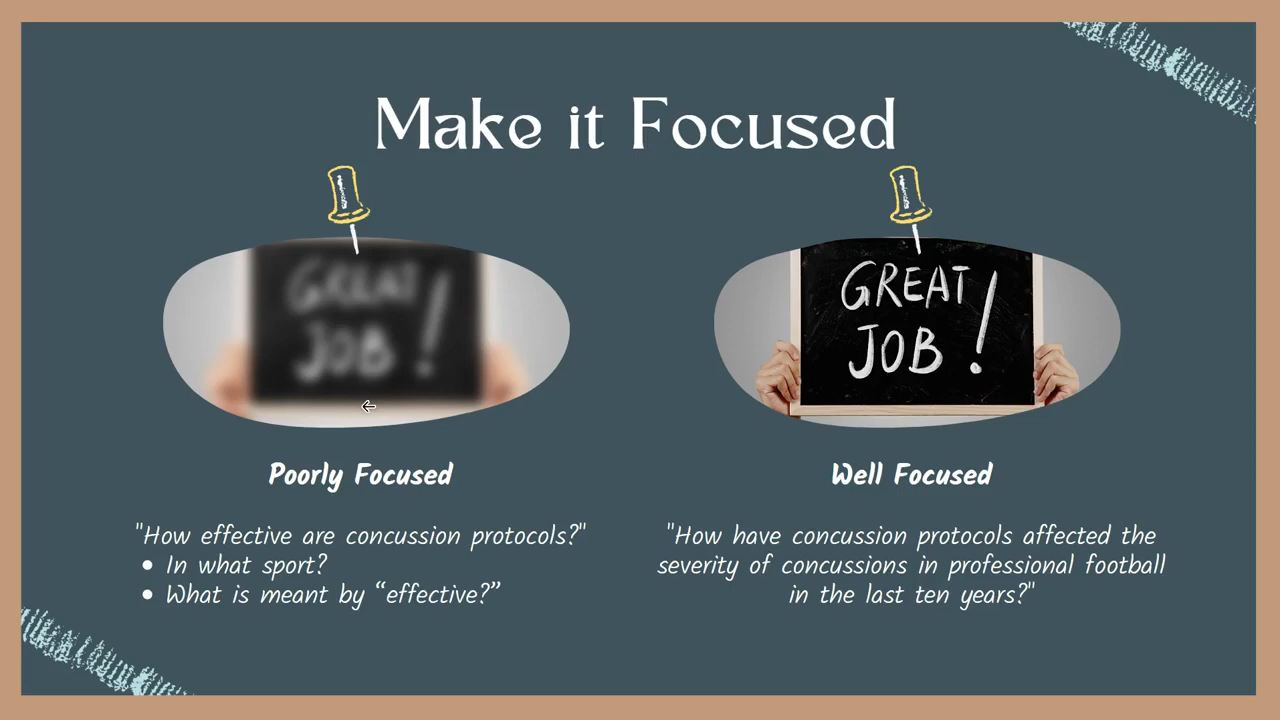 Make it Focused
GREAT
JOB !
GREAT
JOB !
Poorly Focused
Well Focused
"How effective are concussion protocols?"
• In what sport?
• What is meant by “effective?”
"How have concussion protocols affected the
severity of concussions in professional football
in the last ten years?"